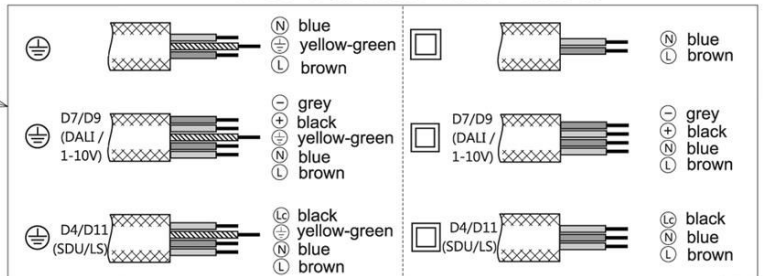 N blue
yellow-green
L brown
D7/D9
(DALI /
1-10V)
− grey
+ black
yellow-green
N blue
L brown
D4/D11
(SDU/LS)
Lc black
yellow-green
N blue
L brown
N blue
L brown
D7/D9
(DALI /
1-10V)
− grey
+ black
N blue
L brown
D4/D11
(SDU/LS)
Lc black
N blue
L brown